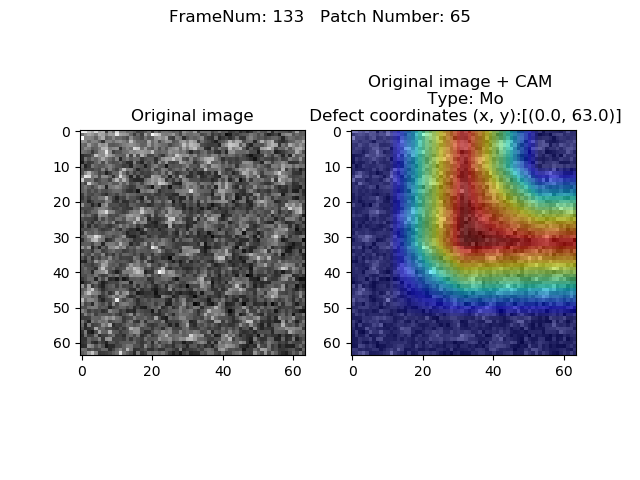 FrameNum: 133   Patch Number: 65
Original image
Original image + CAM
Type: Mo
Defect coordinates (x, y):[(0.0, 63.0)]
0
10
20
30
40
50
60
0 20 40 60
0
10
20
30
40
50
60
0 20 40 60